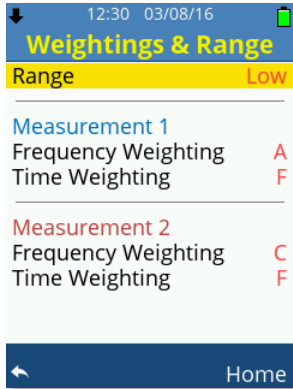 12:30 03/08/16
Weightings & Range
Range Low
Measurement 1
Frequency Weighting A
Time Weighting F
Measurement 2
Frequency Weighting C
Time Weighting F
Home